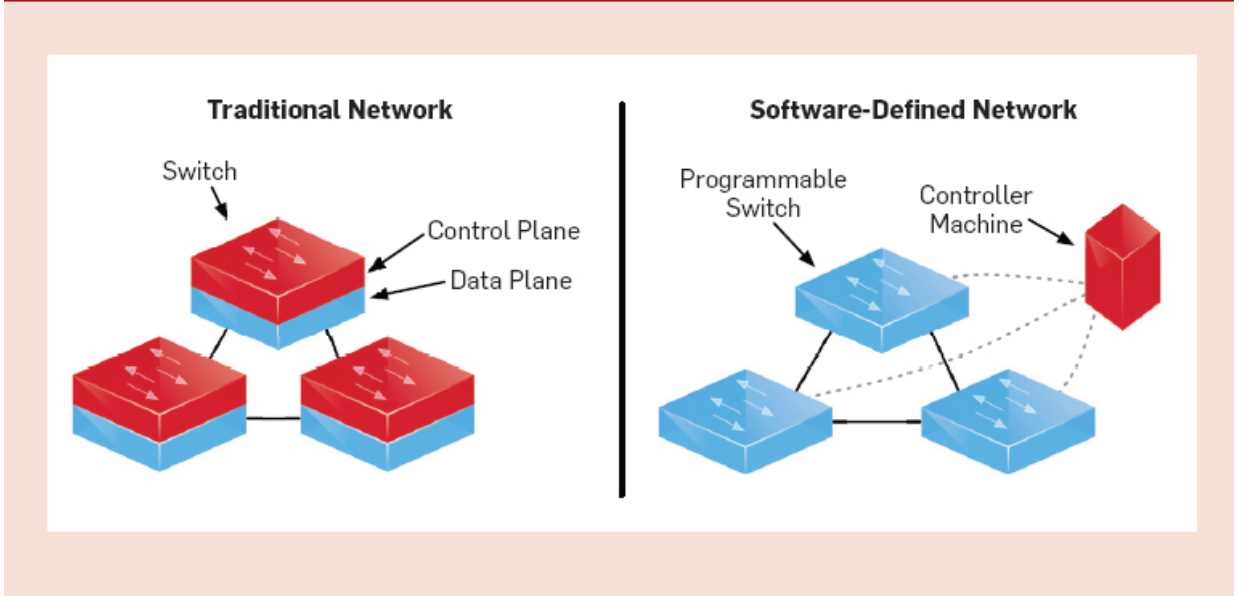 Traditional Network
Switch
Control Plane
Data Plane
Software-Defined Network
Programmable
Switch
Controller
Machine